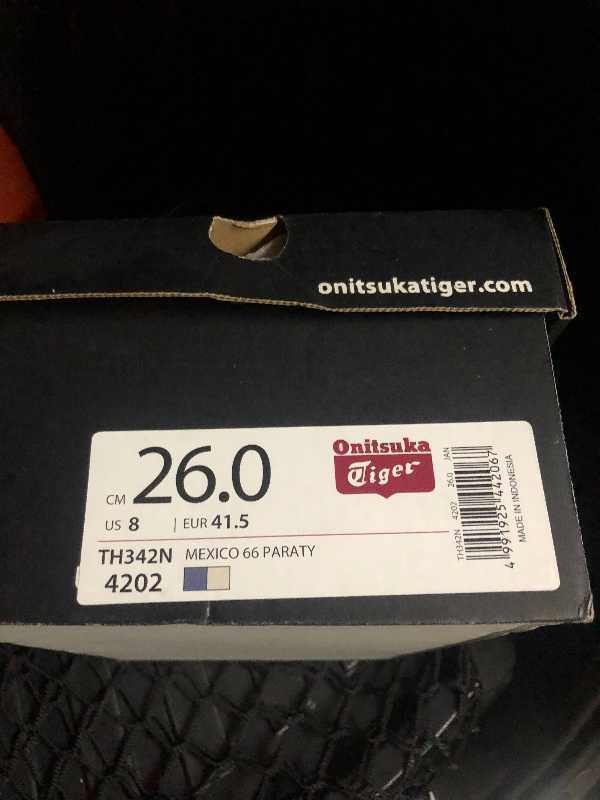 onitsukatiger.com
CM 26.0
US 8 | EUR 41.5
TH342N MEXICO 66 PARATY
4202
Onitsuka
Tiger
TH342N 4202 26.0 JAN
4 991925 442067
MADE IN INDONESIA